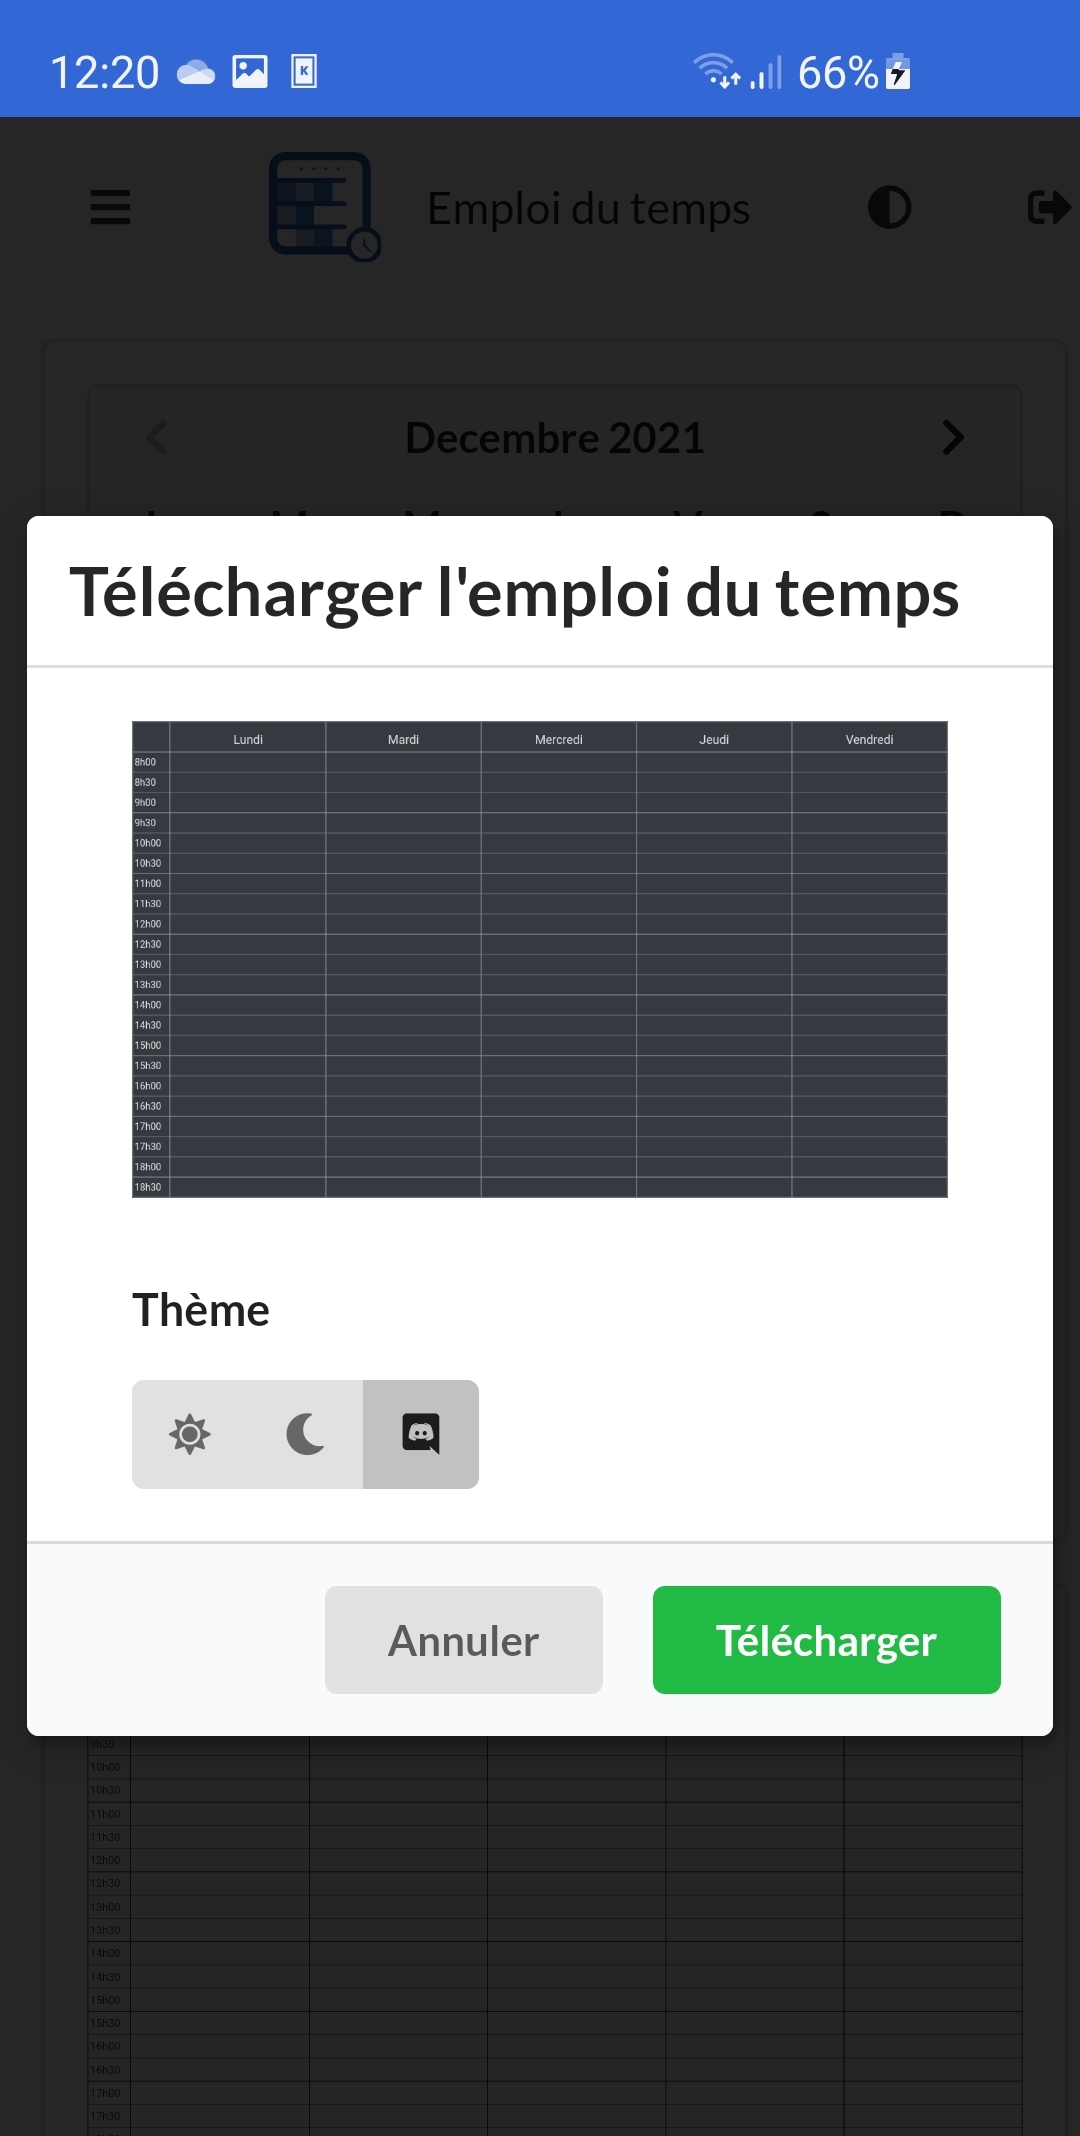 12:20 66%
Emploi du temps
Decembre 2021
Télécharger l'emploi du temps
Lundi Mardi Mercredi Jeudi Vendredi
8h00
8h30
9h00
9h30
10h00
10h30
11h00
11h30
12h00
12h30
13h00
13h30
14h00
14h30
15h00
15h30
16h00
16h30
17h00
17h30
18h00
18h30
Thème
Annuler Télécharger
9h30
10h00
10h30
11h00
11h30
12h00
12h30
13h00
13h30
14h00
14h30
15h00
15h30
16h00
16h30
17h00
17h30